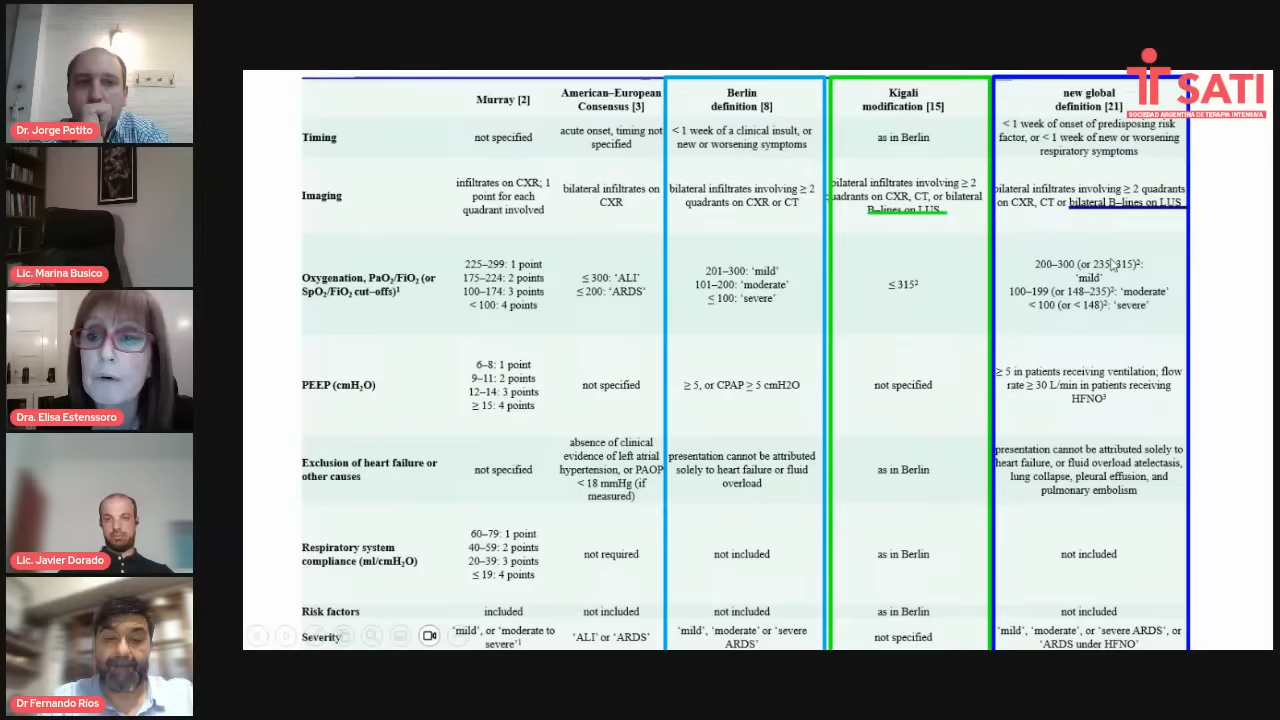 SATI
SOCIEDAD ARGENTINA DE TERAPIA INTENSIVA
Dr. Jorge Potito
Lic. Marina Busico
Dra. Elisa Estenssoro
Lic. Javier Dorado
Dr Fernando Rios
Murray [2]
American–European
Consensus [3]
Berlin
definition [8]
Kigali
modification [15]
new global
definition [21]
Timing
not specified
acute onset, timing not
specified
< 1 week of a clinical insult, or
new or worsening symptoms
as in Berlin
< 1 week of onset of predisposing risk
factor, or < 1 week of new or worsening
respiratory symptoms
Imaging
infiltrates on CXR; 1
point for each
quadrant involved
bilateral infiltrates on
CXR
bilateral infiltrates involving ≥ 2
quadrants on CXR or CT
bilateral infiltrates involving ≥ 2
quadrants on CXR, CT, or bilateral
B–lines on LUS
bilateral infiltrates involving ≥ 2 quadrants
on CXR, CT or bilateral B–lines on LUS
Oxygenation, PaO₂/FiO₂ (or
SpO₂/FiO₂ cut–offs)¹
225–299: 1 point
175–224: 2 points
100–174: 3 points
< 100: 4 points
≤ 300: ‘ALI’
≤ 200: ‘ARDS’
201–300: ‘mild’
101–200: ‘moderate’
≤ 100: ‘severe’
≤ 315²
200–300 (or 235–315)²:
‘mild’
100–199 (or 148–235)²: ‘moderate’
< 100 (or < 148)²: ‘severe’
PEEP (cmH₂O)
6–8: 1 point
9–11: 2 points
12–14: 3 points
≥ 15: 4 points
not specified
≥ 5, or CPAP ≥ 5 cmH2O
not specified
≥ 5 in patients receiving ventilation; flow
rate ≥ 30 L/min in patients receiving
HFNO³
Exclusion of heart failure or
other causes
not specified
absence of clinical
evidence of left atrial
hypertension, or PAOP
< 18 mmHg (if
measured)
presentation cannot be attributed
solely to heart failure or fluid
overload
as in Berlin
presentation cannot be attributed solely to
heart failure, or fluid overload atelectasis,
lung collapse, pleural effusion, and
pulmonary embolism
Respiratory system
compliance (ml/cmH₂O)
60–79: 1 point
40–59: 2 points
20–39: 3 points
≤ 19: 4 points
not required
not included
as in Berlin
not included
Risk factors
included
not included
not included
as in Berlin
not included
Severity
‘mild’, or ‘moderate to
severe’¹
‘ALI’ or ‘ARDS’
‘mild’, ‘moderate’ or ‘severe
ARDS’
not specified
‘mild’, ‘moderate’, or ‘severe ARDS’, or
‘ARDS under HFNO’